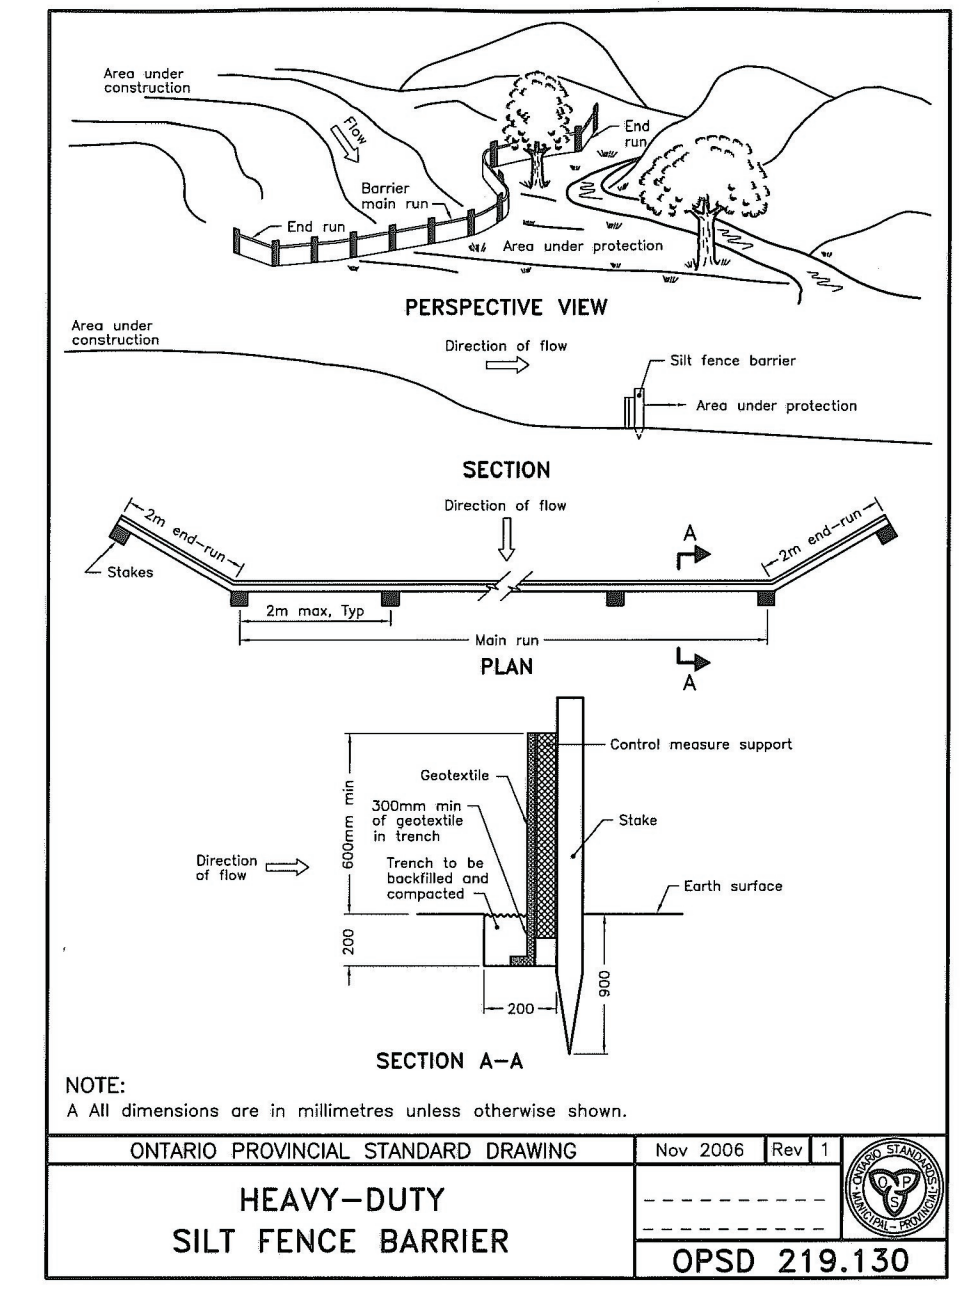 Area under
construction
Flow
End
run
Barrier
main run
End run
Area under protection
PERSPECTIVE VIEW
Area under
construction
Direction of flow
Silt fence barrier
Area under protection
SECTION
Direction of flow
2m end-run
A
2m end-run
Stakes
2m max, Typ
Main run
PLAN
A
Control measure support
Geotextile
600mm min
300mm min
of geotextile
in trench
Stake
Direction
of flow
Trench to be
backfilled and
compacted
Earth surface
200
900
200
SECTION A-A
NOTE:
A All dimensions are in millimetres unless otherwise shown.
ONTARIO PROVINCIAL STANDARD DRAWING
Nov 2006
Rev
1
HEAVY-DUTY
SILT FENCE BARRIER
ONTARIO STANDARDS
MUNICIPAL-PROVINCIAL
O P
S
OPSD 219.130